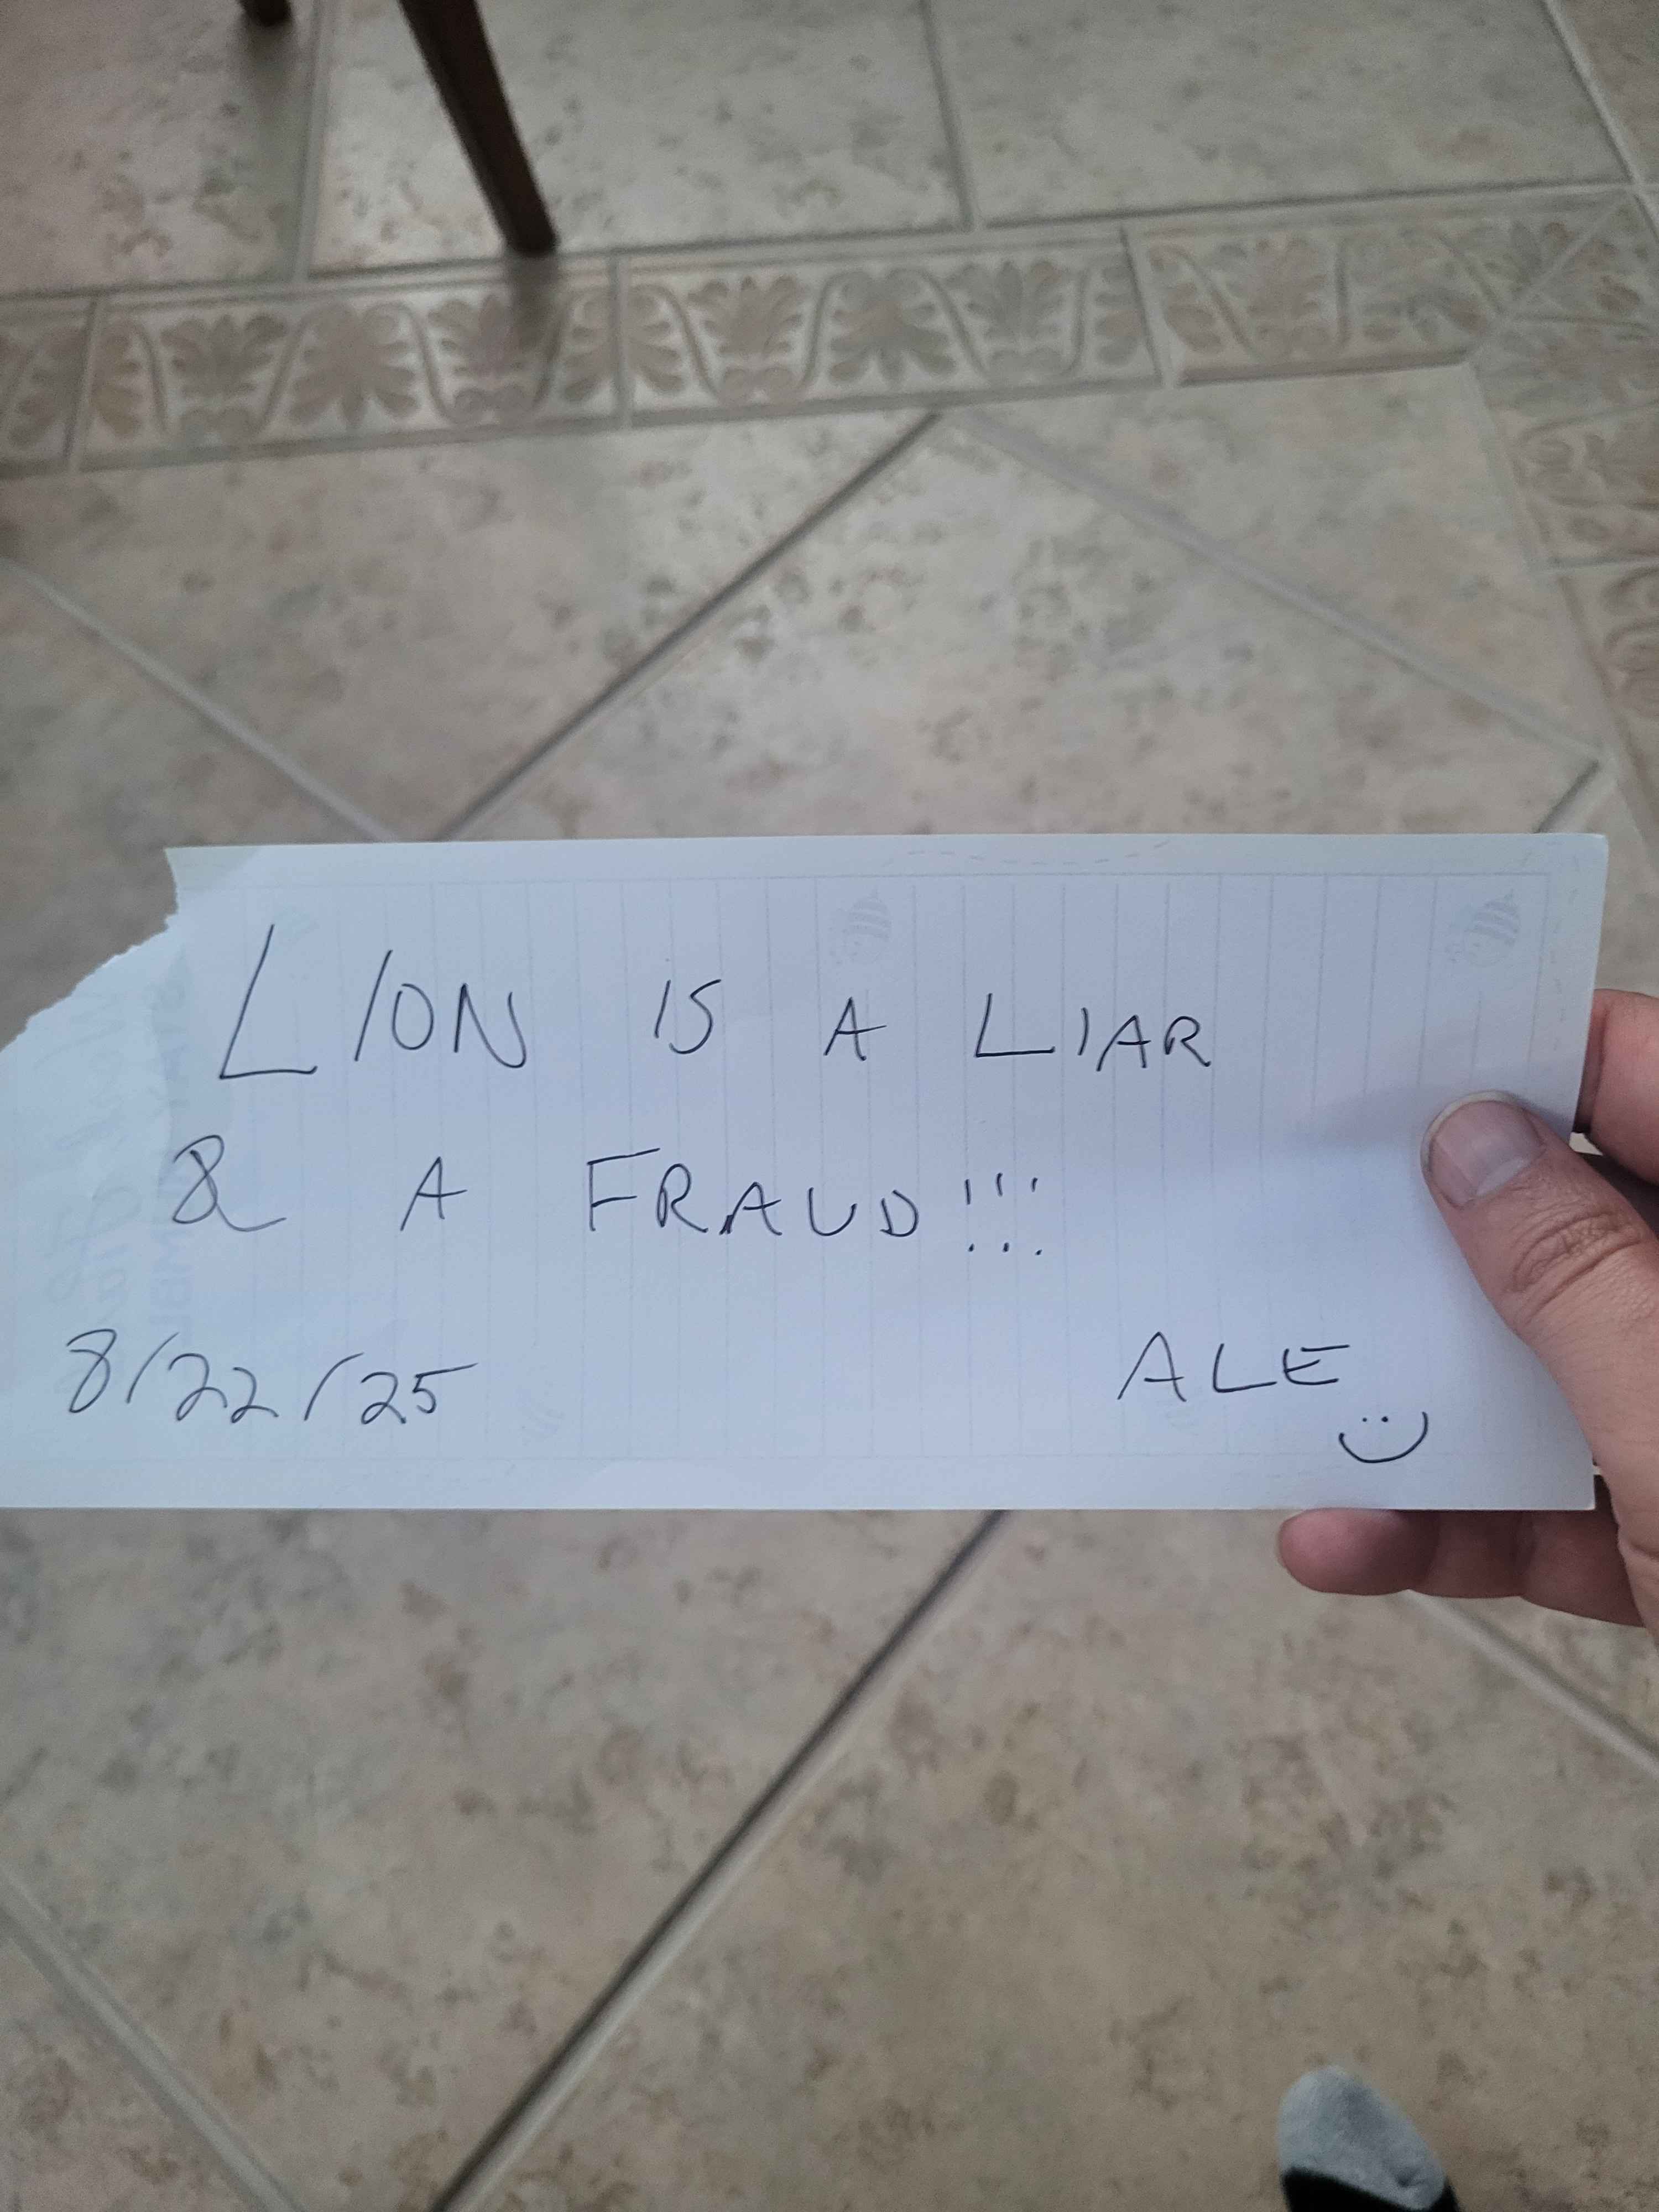 LION IS A LIAR
& A FRAUD!!!
8/22/25 ALE